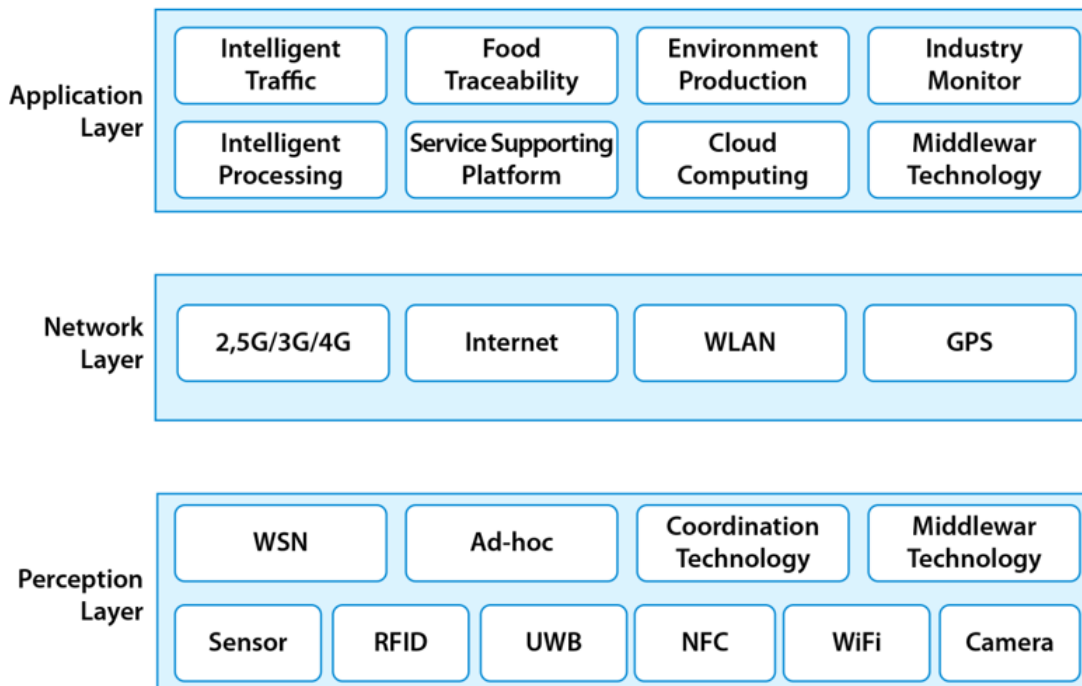 Application
Layer
Intelligent
Traffic
Food
Traceability
Environment
Production
Industry
Monitor
Intelligent
Processing
Service Supporting
Platform
Cloud
Computing
Middlewar
Technology
Network
Layer
2,5G/3G/4G
Internet
WLAN
GPS
Perception
Layer
WSN
Ad-hoc
Coordination
Technology
Middlewar
Technology
Sensor
RFID
UWB
NFC
WiFi
Camera